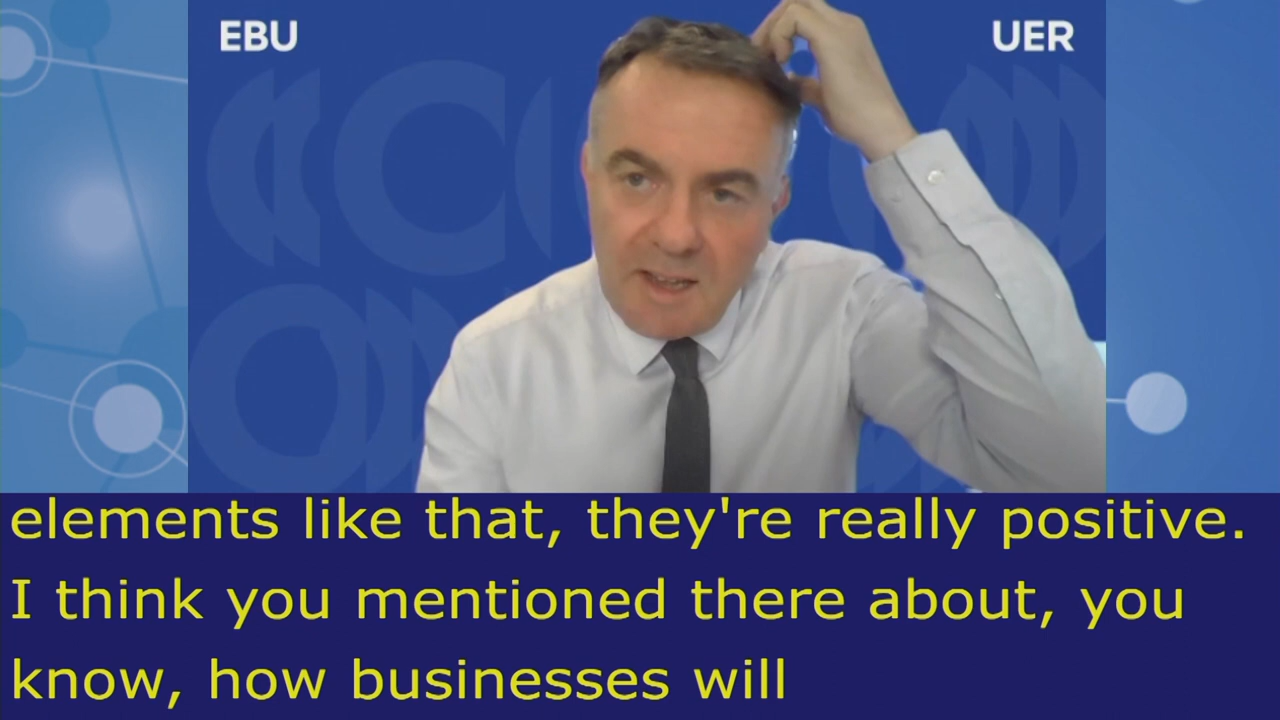 EBU
UER
elements like that, they're really positive.
I think you mentioned there about, you
know, how businesses will